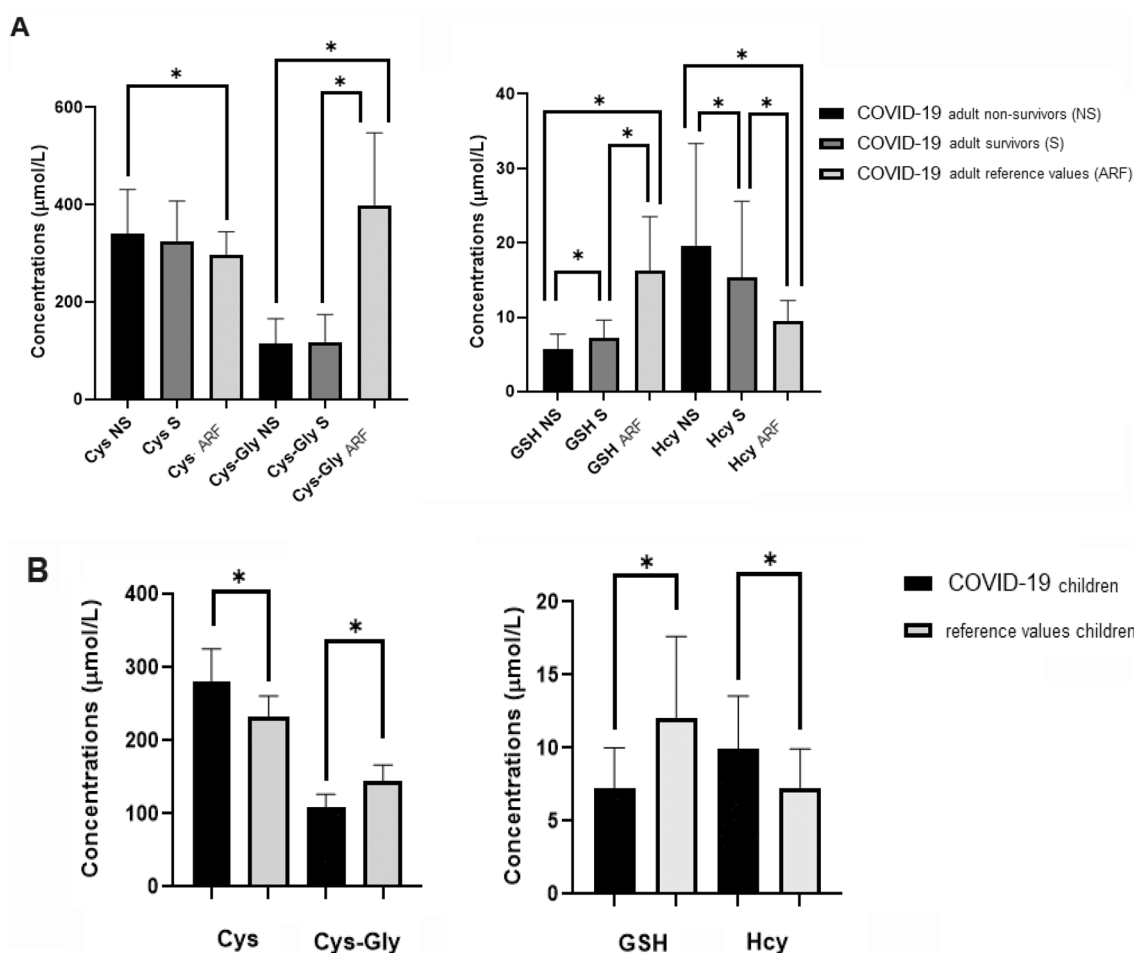 A
Concentrations (μmol/L)
600
400
200
0
*
*
*
Cys NS
Cys S
Cys· ARF
Cys-Gly NS
Cys-Gly S
Cys-Gly ARF
Concentrations (μmol/L)
40
30
20
10
0
*
*
*
*
*
*
GSH NS
GSH S
GSH ARF
Hcy NS
Hcy S
Hcy ARF
COVID-19 adult non-survivors (NS)
COVID-19 adult survivors (S)
COVID-19 adult reference values (ARF)
B
Concentrations (μmol/L)
400
300
200
100
0
*
*
Cys
Cys-Gly
Concentrations (μmol/L)
20
15
10
5
0
*
*
GSH
Hcy
COVID-19 children
reference values children